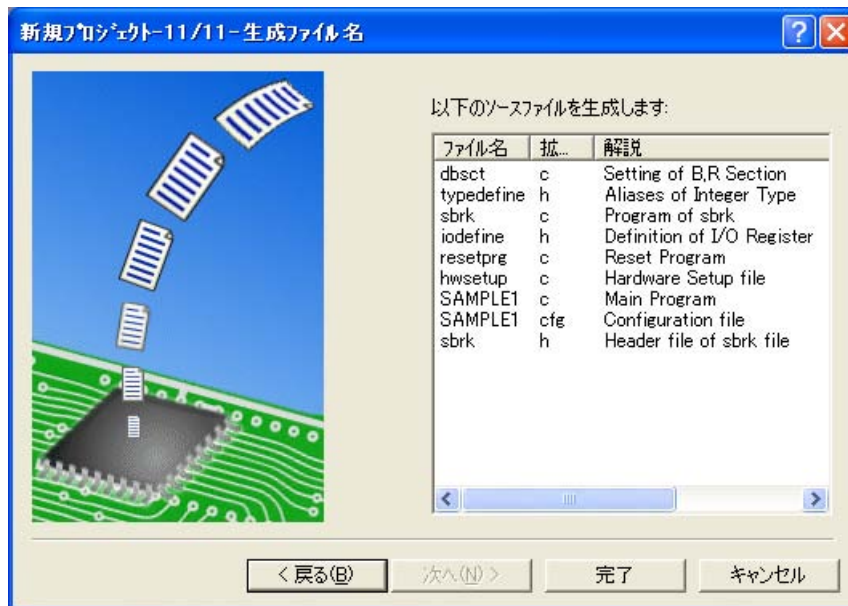 新規プロジェクト-11/11-生成ファイル名
以下のソースファイルを生成します:
ファイル名 拡... 解説
dbsct c Setting of B,R Section
typedefine h Aliases of Integer Type
sbrk c Program of sbrk
iodefine h Definition of I/O Register
resetprg c Reset Program
hwsetup c Hardware Setup file
SAMPLE1 c Main Program
SAMPLE1 cfg Configuration file
sbrk h Header file of sbrk file
< 戻る(B) 次へ(N) > 完了 キャンセル